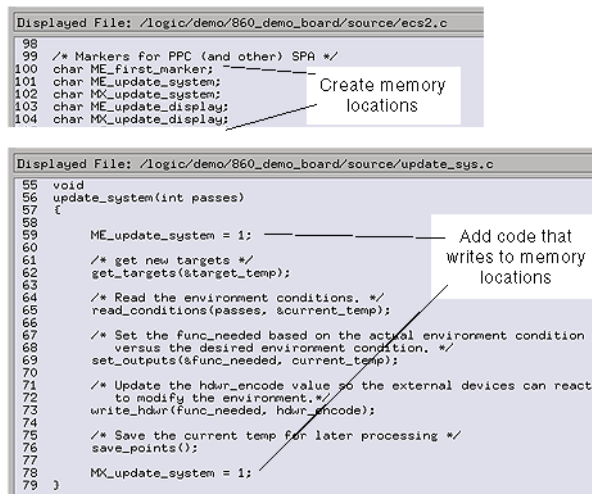 Displayed File: /logic/demo/860_demo_board/source/ecs2.c
98
99 /* Markers for PPC (and other) SPA */
100 char ME_first_marker;
101 char ME_update_system;
102 char MX_update_system;
103 char ME_update_display;
104 char MX_update_display;
Create memory
locations
Displayed File: /logic/demo/860_demo_board/source/update_sys.c
55 void
56 update_system(int passes)
57 {
58
59 ME_update_system = 1;
60
61 /* get new targets */
62 get_targets(&target_temp);
63
64 /* Read the environment conditions. */
65 read_conditions(passes, &current_temp);
66
67 /* Set the func_needed based on the actual environment condition
68 versus the desired environment condition. */
69 set_outputs(&func_needed, current_temp);
70
71 /* Update the hdwr_encode value so the external devices can react
72 to modify the environment.*/
73 write_hdwr(func_needed, hdwr_encode);
74
75 /* Save the current temp for later processing */
76 save_points();
77
78 MX_update_system = 1;
79 }
Add code that
writes to memory
locations